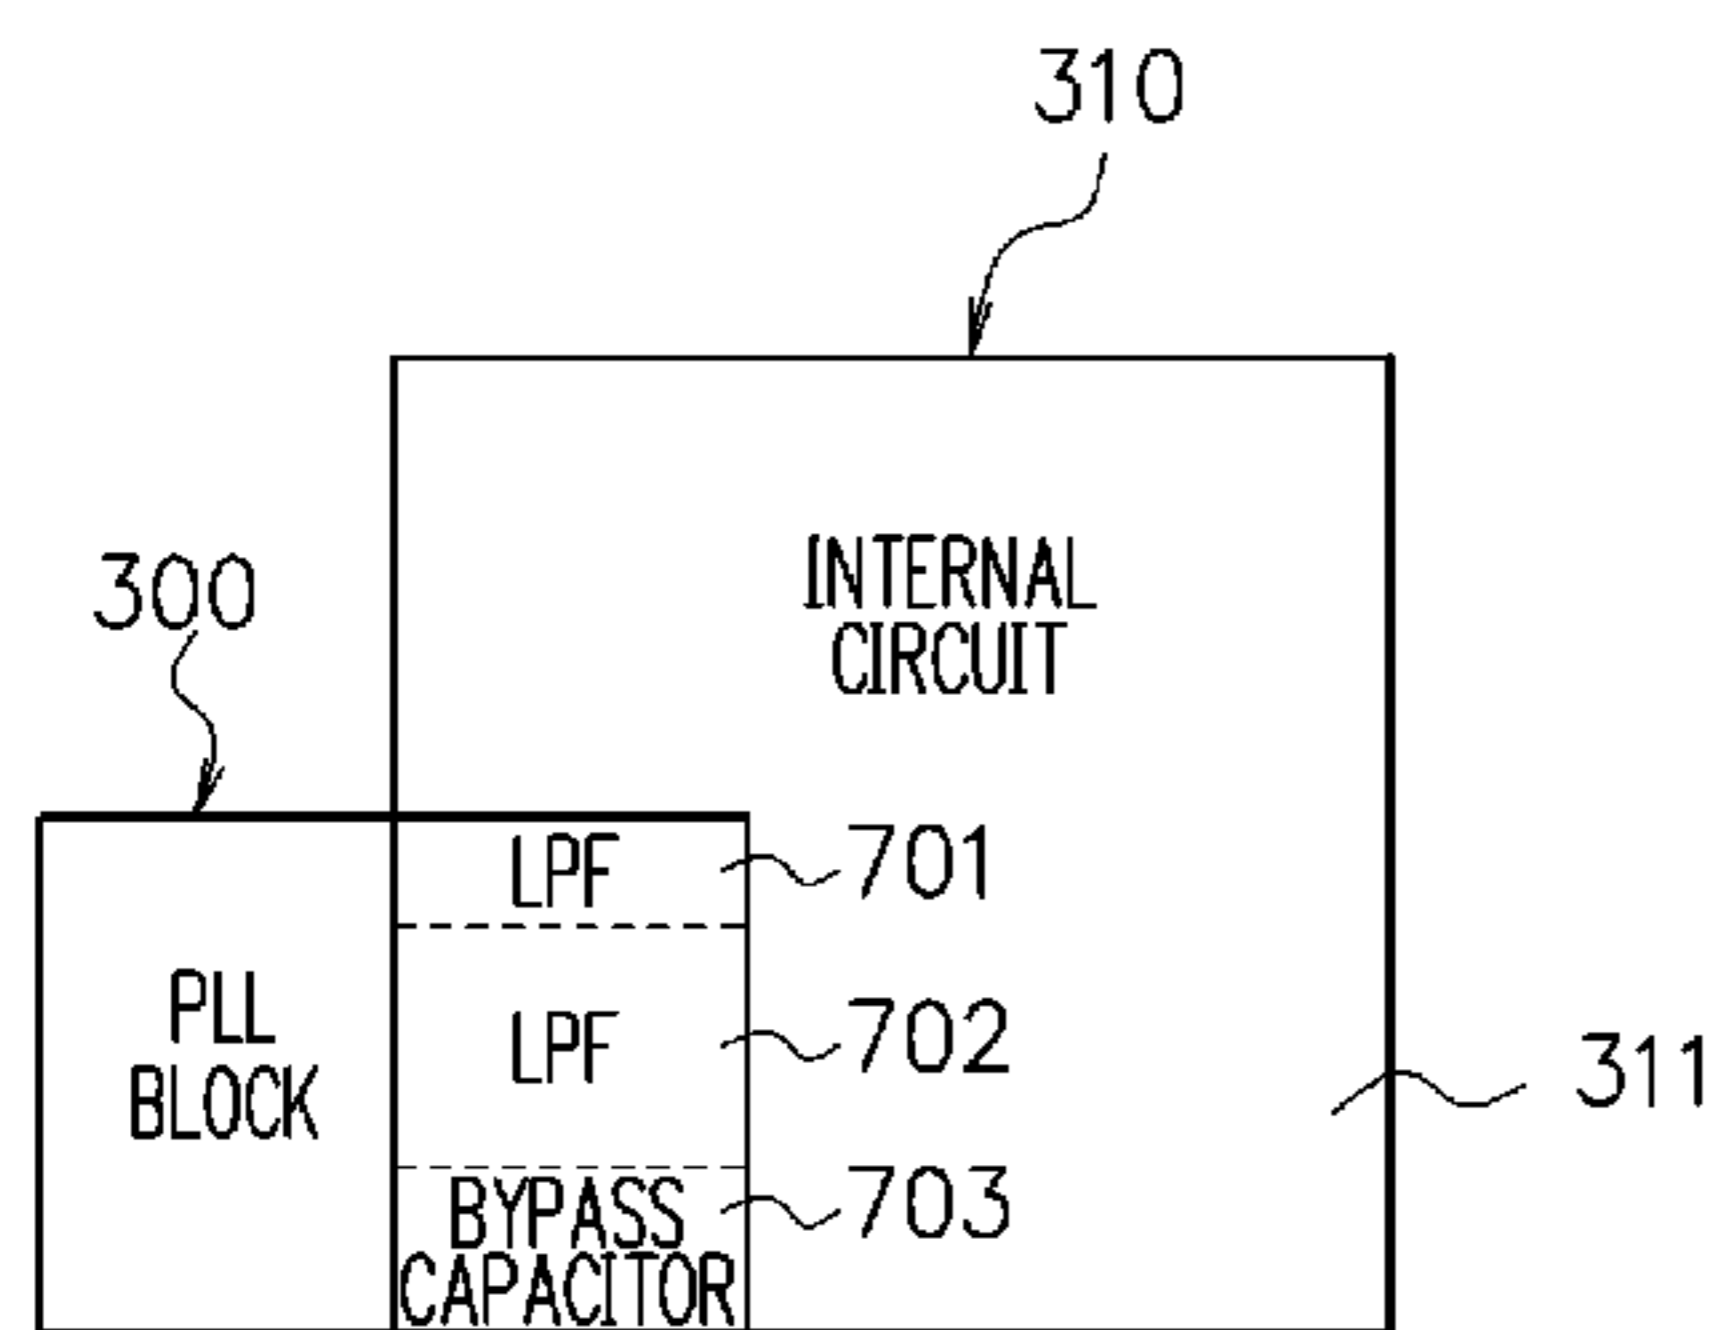 310
INTERNAL
CIRCUIT
300
LPF
701
PLL
BLOCK
LPF
702
311
BYPASS
CAPACITOR
703